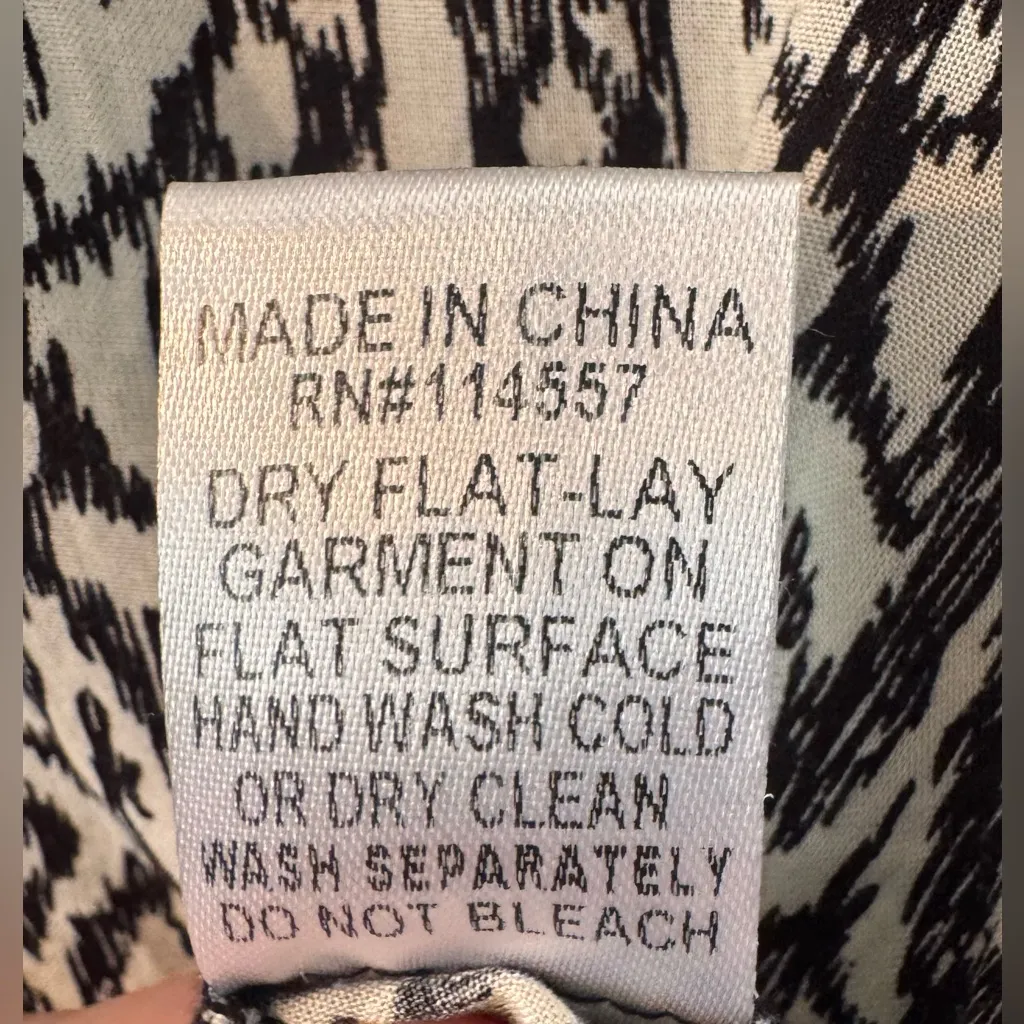 MADE IN CHINA
RN#114557
DRY FLAT-LAY
GARMENT ON
FLAT SURFACE
HAND WASH COLD
OR DRY CLEAN
WASH SEPARATELY
DO NOT BLEACH